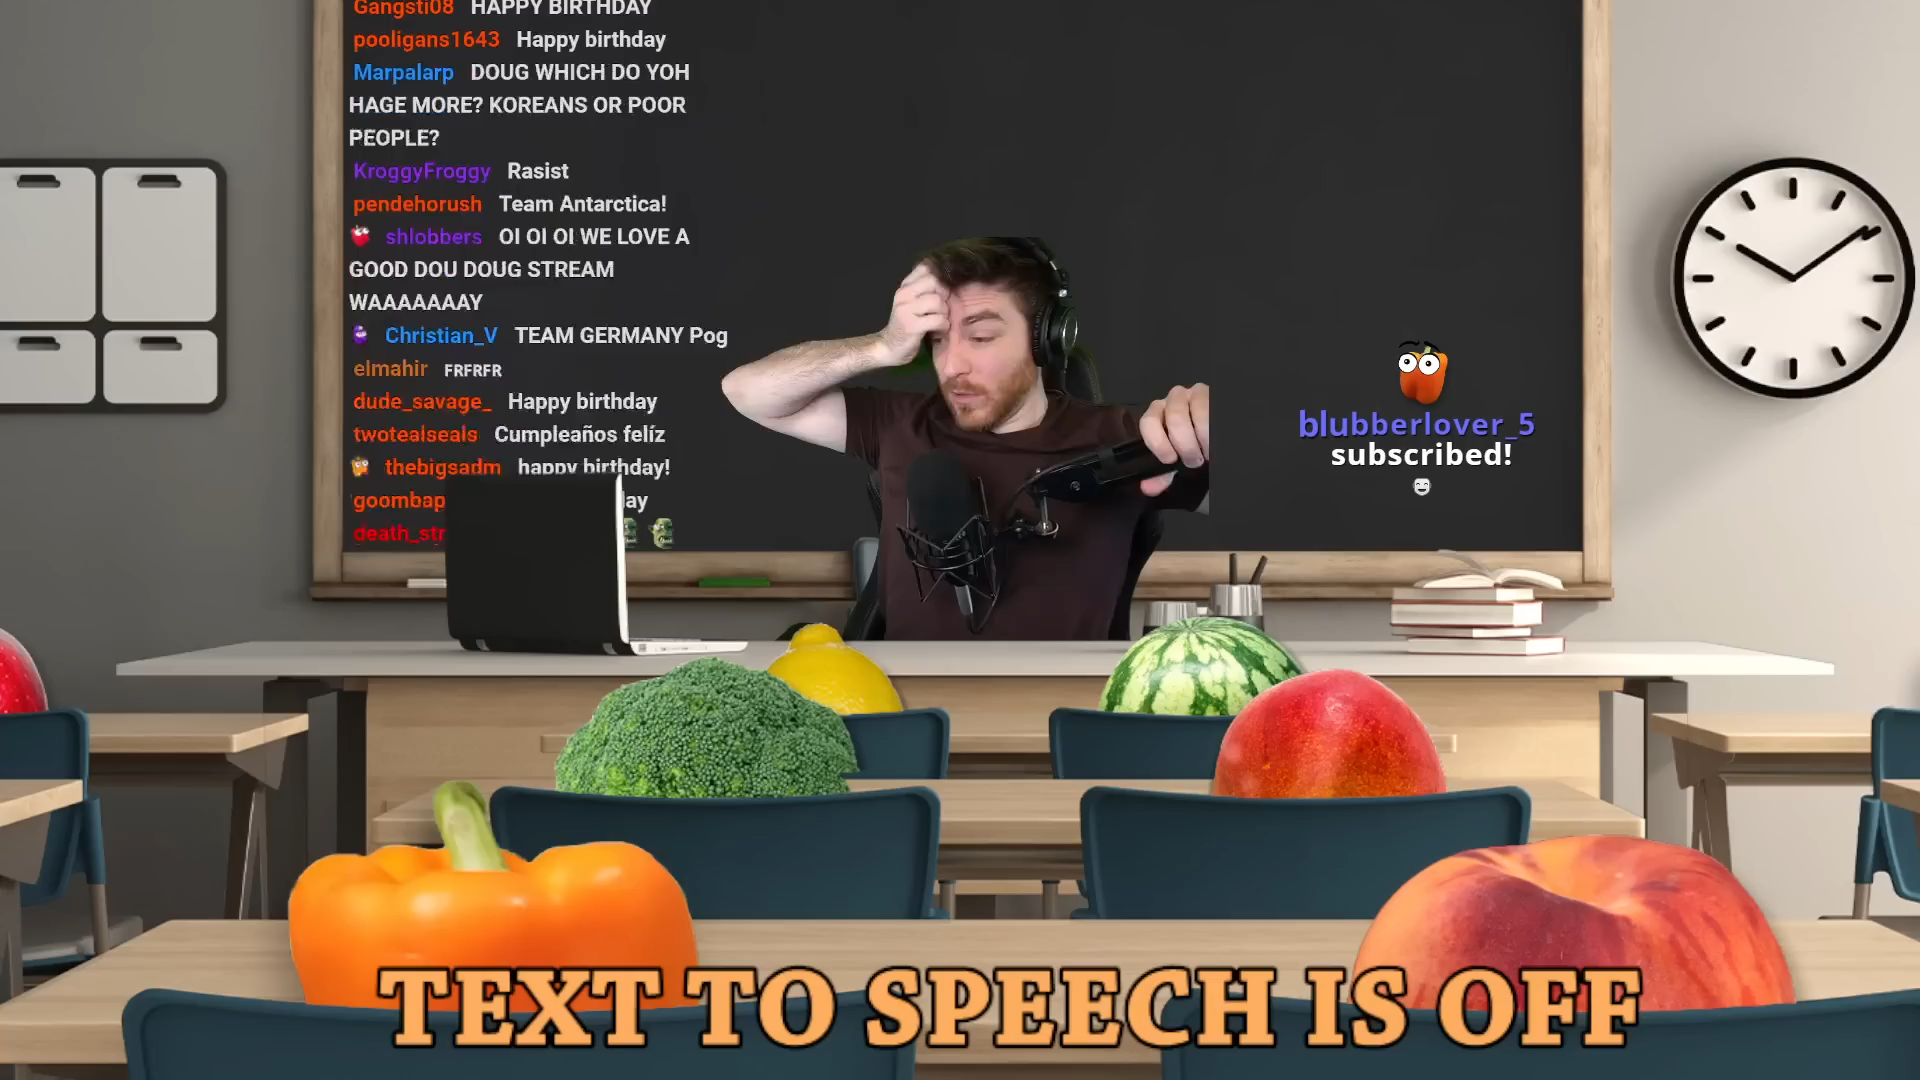 Gangsti08 HAPPY BIRTHDAY
pooligans1643 Happy birthday
Marpalarp DOUG WHICH DO YOH
HAGE MORE? KOREANS OR POOR
PEOPLE?
KroggyFroggy Rasist
pendehorush Team Antarctica!
shlobbers OI OI OI WE LOVE A
GOOD DOU DOUG STREAM
WAAAAAAAY
Christian_V TEAM GERMANY Pog
elmahir FRFRFR
dude_savage_ Happy birthday
twotealseals Cumpleaños felíz
thebigsadm happy birthday!
goombap
death_str
blubberlover_5
subscribed!
TEXT TO SPEECH IS OFF